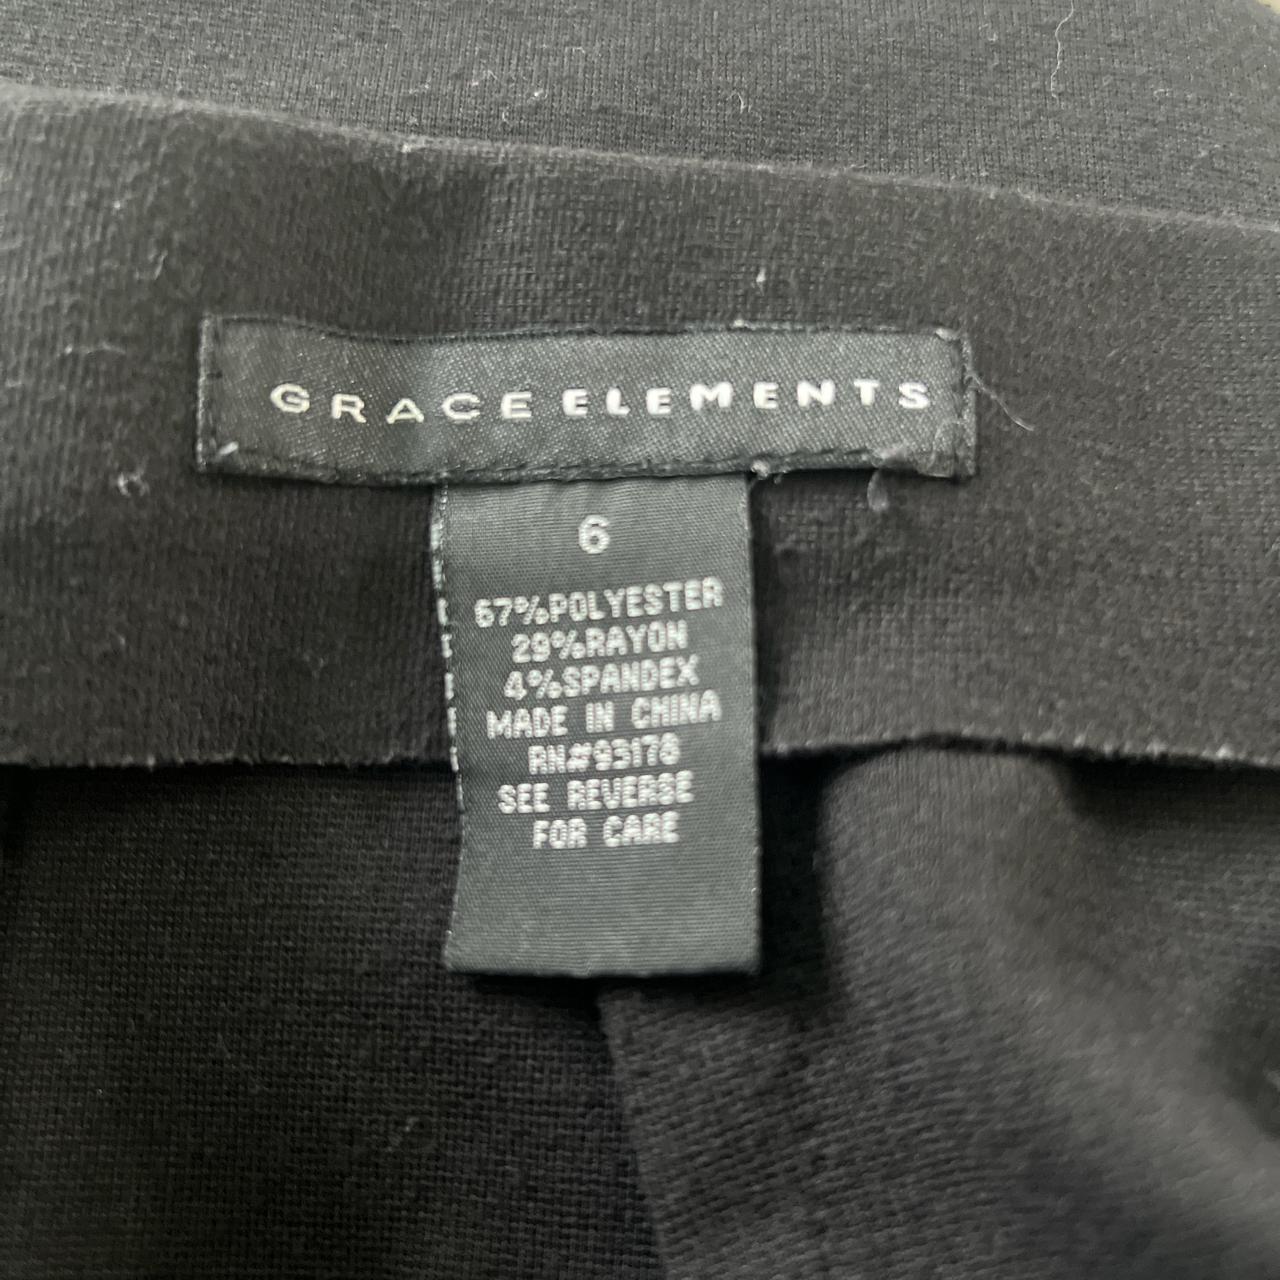 GRACE ELEMENTS
6
67%POLYESTER
29%RAYON
4%SPANDEX
MADE IN CHINA
RN#93178
SEE REVERSE
FOR CARE